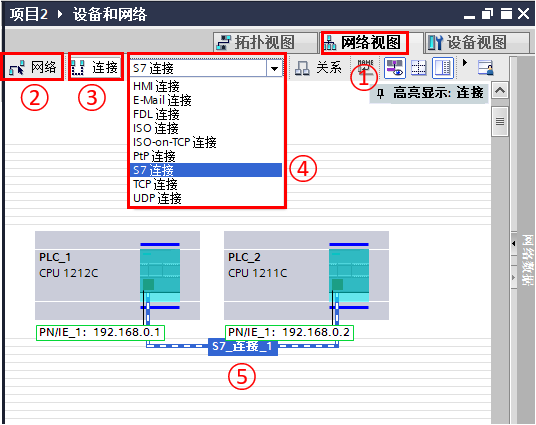 项目2 ▸ 设备和网络
拓扑视图 网络视图 设备视图
网络 连接 S7 连接 关系
② ③ ①
高亮显示: 连接
HMI 连接
E-Mail 连接
FDL 连接
ISO 连接
ISO-on-TCP 连接
PtP 连接
S7 连接
TCP 连接
UDP 连接
④
网络数据
PLC_1
CPU 1212C
PLC_2
CPU 1211C
PN/IE_1: 192.168.0.1
PN/IE_1: 192.168.0.2
S7_连接_1
⑤